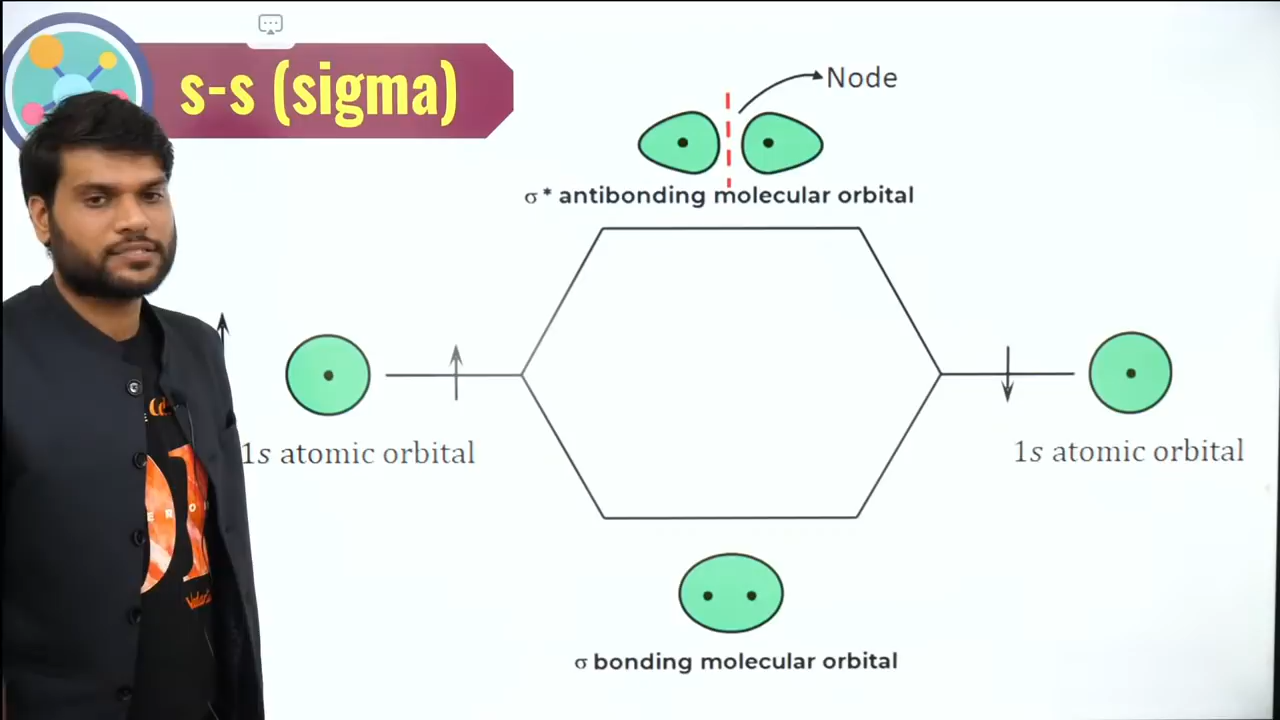 s-s (sigma)
Node
σ* antibonding molecular orbital
1s atomic orbital
1s atomic orbital
σ bonding molecular orbital